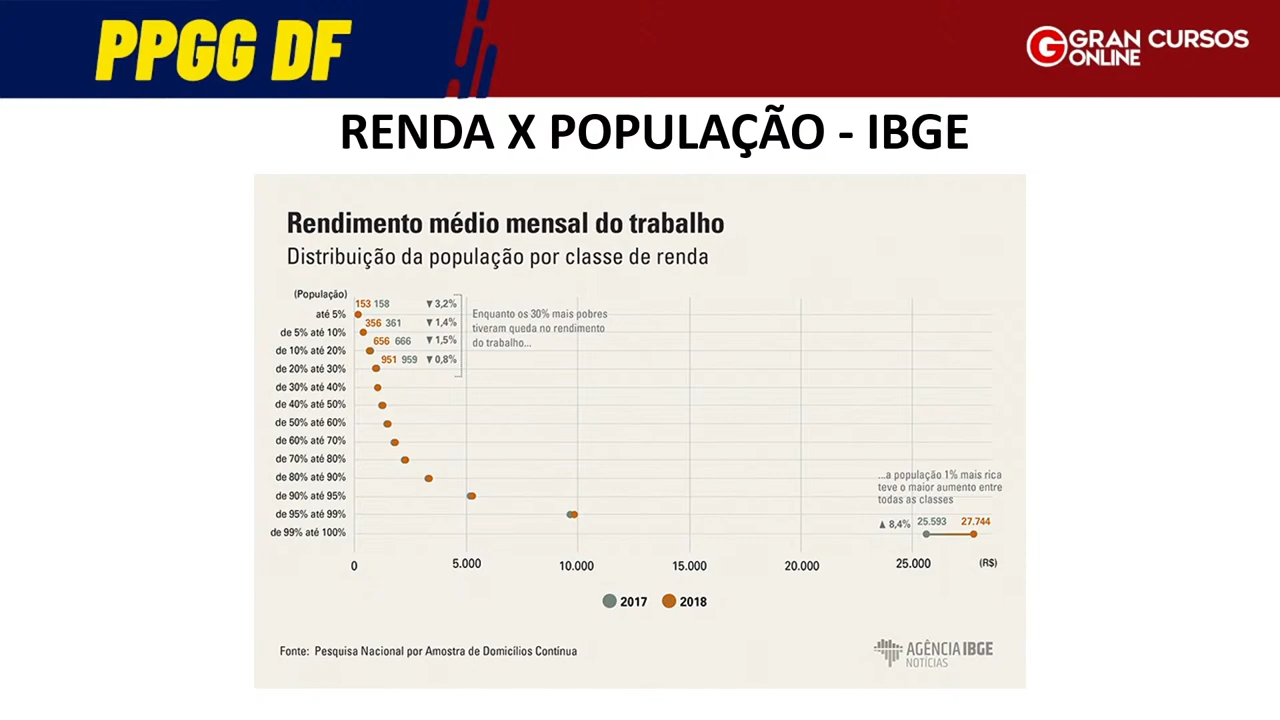 PPGG DF
GRAN CURSOS
ONLINE
RENDA X POPULAÇÃO - IBGE
Rendimento médio mensal do trabalho
Distribuição da população por classe de renda
(População)
153 158 ▼3,2%
até 5%
356 361 ▼1,4%
de 5% até 10%
656 666 ▼1,5%
de 10% até 20%
951 959 ▼0,8%
de 20% até 30%
Enquanto os 30% mais pobres
tiveram queda no rendimento
do trabalho...
de 30% até 40%
de 40% até 50%
de 50% até 60%
de 60% até 70%
de 70% até 80%
de 80% até 90%
de 90% até 95%
de 95% até 99%
de 99% até 100%
...a população 1% mais rica
teve o maior aumento entre
todas as classes
▲ 8,4% 25.593 27.744
0 5.000 10.000 15.000 20.000 25.000 (R$)
2017 2018
Fonte: Pesquisa Nacional por Amostra de Domicílios Contínua
AGÊNCIA IBGE
NOTÍCIAS